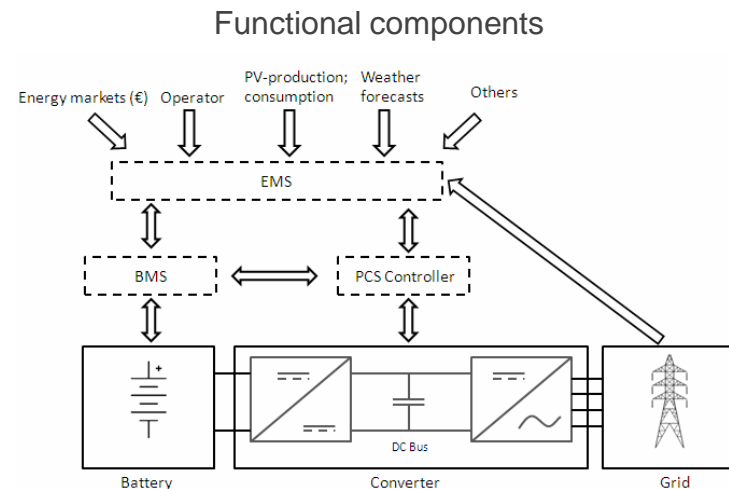 Functional components
Energy markets (€)
Operator
PV-production;
consumption
Weather
forecasts
Others
EMS
BMS
PCS Controller
+
DC Bus
Battery
Converter
Grid